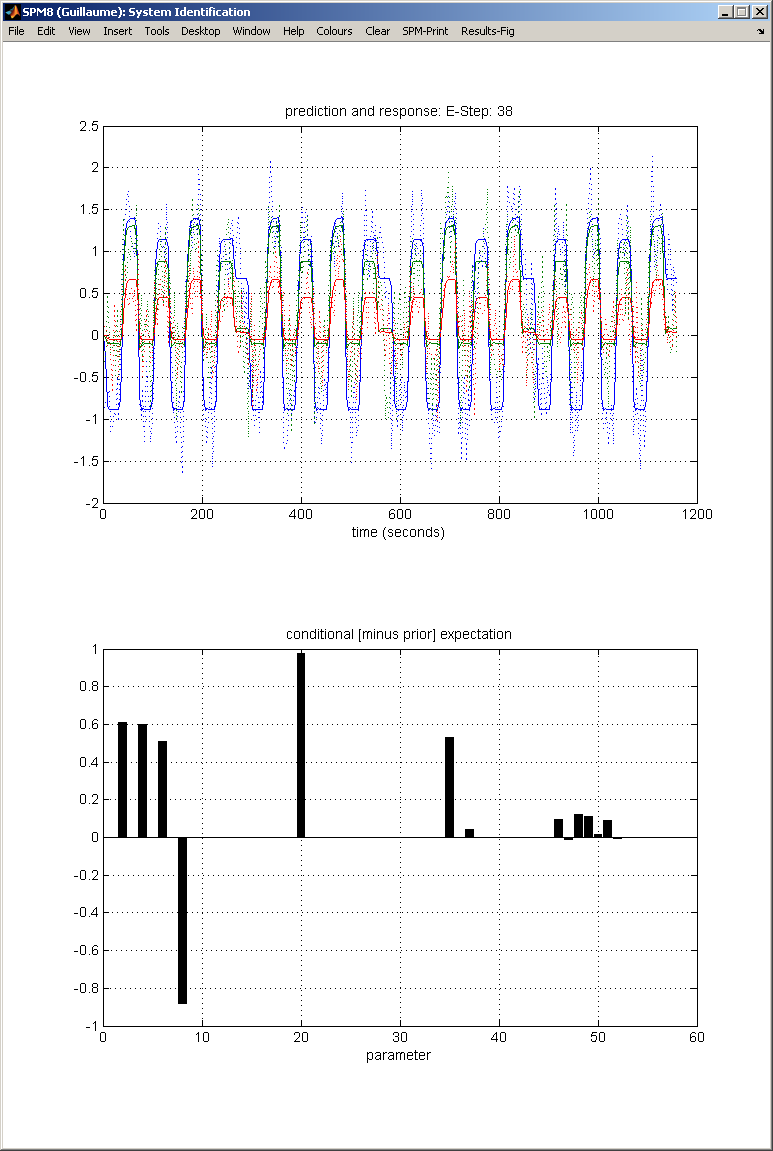 SPM8 (Guillaume): System Identification
File Edit View Insert Tools Desktop Window Help Colours Clear SPM-Print Results-Fig
prediction and response: E-Step: 38
2.5
2
1.5
1
0.5
0
-0.5
-1
-1.5
-2
0 200 400 600 800 1000 1200
time (seconds)
conditional [minus prior] expectation
1
0.8
0.6
0.4
0.2
0
-0.2
-0.4
-0.6
-0.8
-1
0 10 20 30 40 50 60
parameter